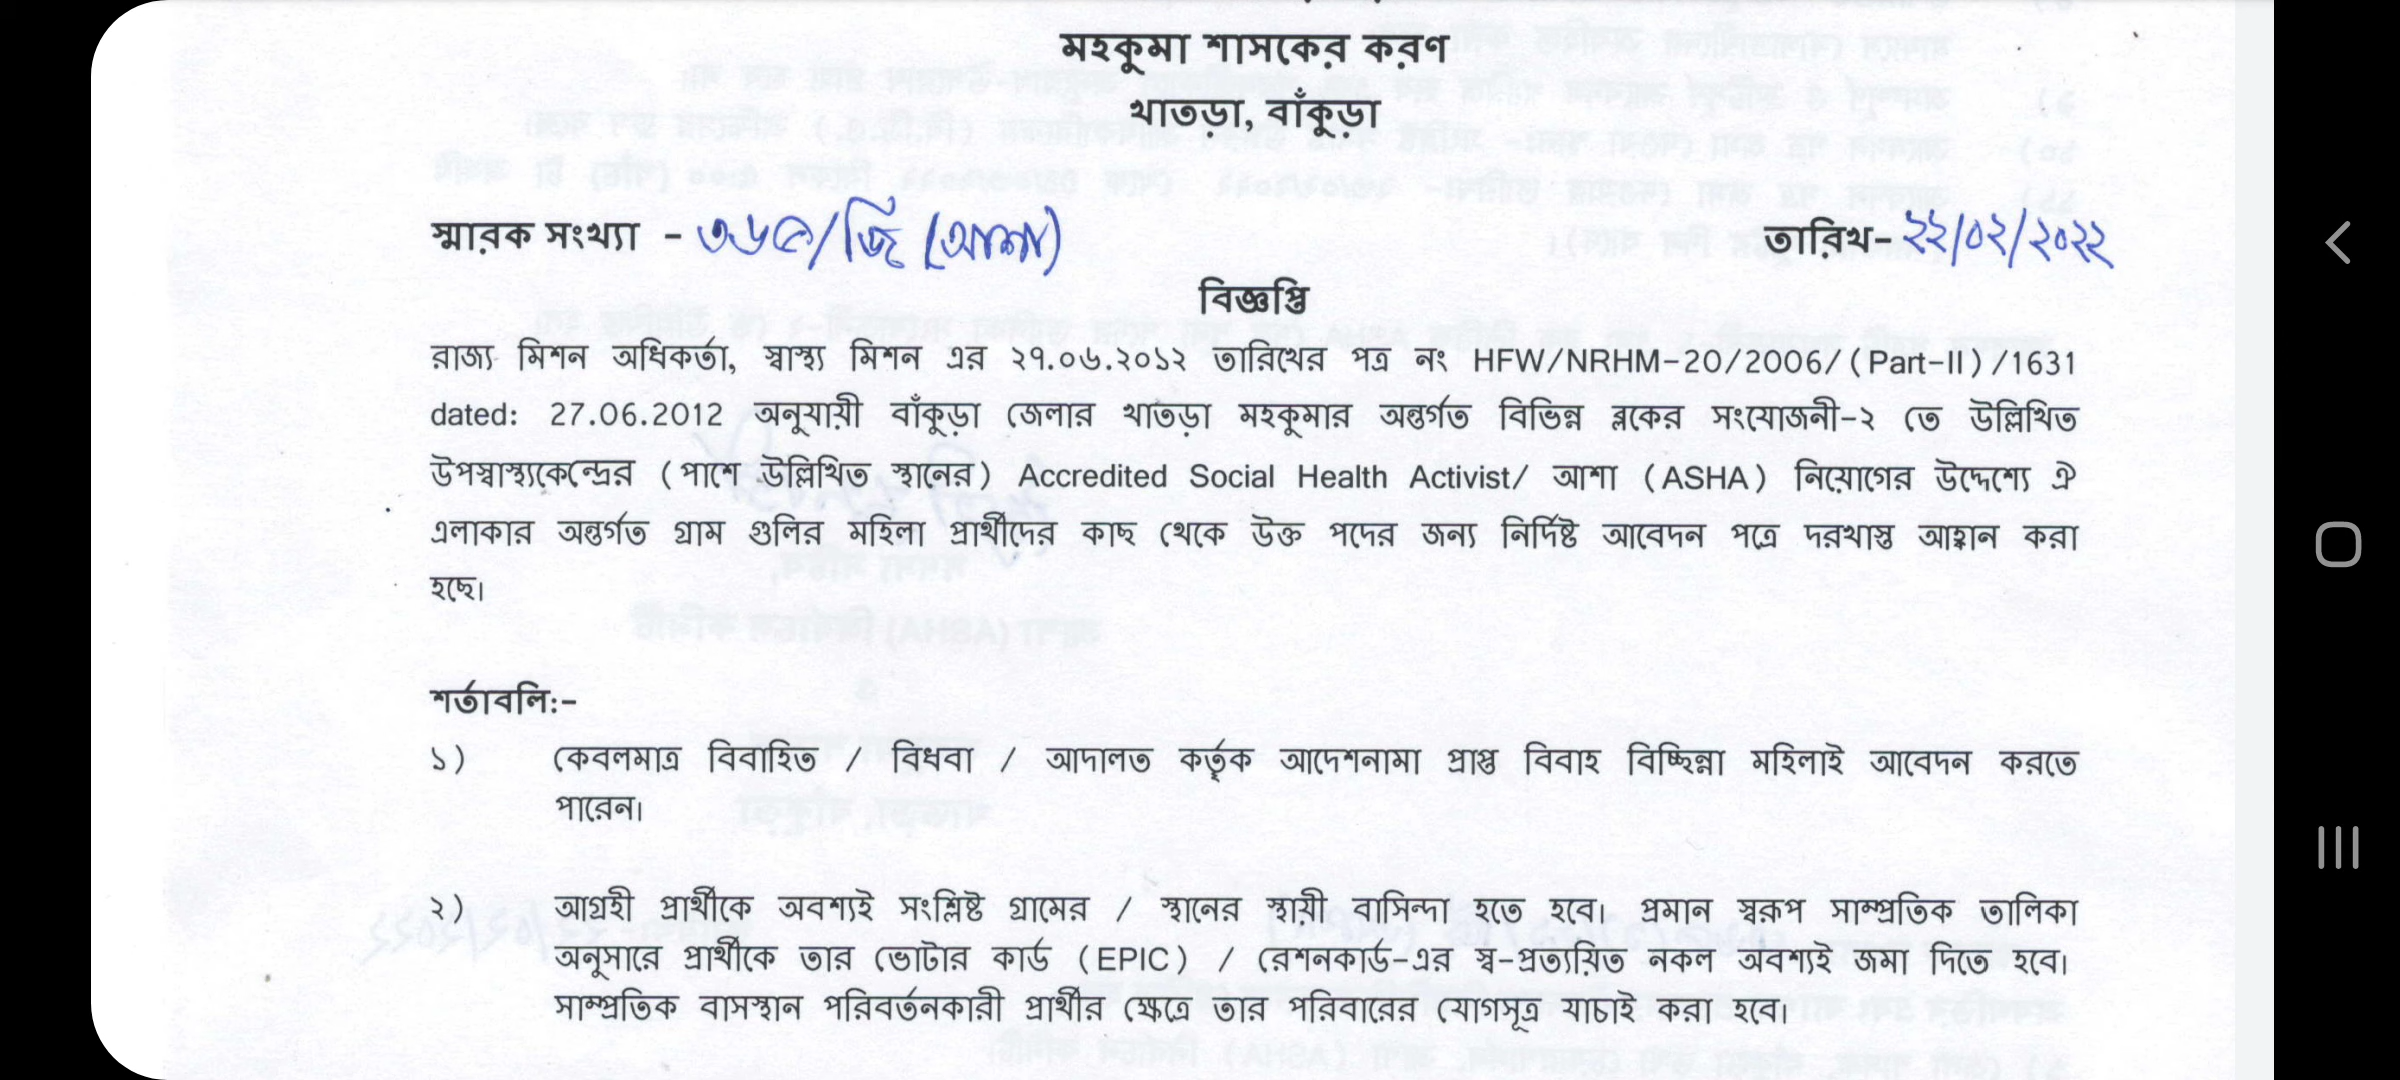 মহকুমা শাসকের করণ
খাতড়া, বাঁকুড়া
স্মারক সংখ্যা - ৩৬৫/জি (আশা)
তারিখ- ২২/০২/২০২২
বিজ্ঞপ্তি
রাজ্য মিশন অধিকর্তা, স্বাস্থ্য মিশন এর ২৭.০৬.২০১২ তারিখের পত্র নং HFW/NRHM-20/2006/(Part-II)/1631
dated: 27.06.2012 অনুযায়ী বাঁকুড়া জেলার খাতড়া মহকুমার অন্তর্গত বিভিন্ন ব্লকের সংযোজনী-২ তে উল্লিখিত
উপস্বাস্থ্যকেন্দ্রের (পাশে উল্লিখিত স্থানের) Accredited Social Health Activist/ আশা (ASHA) নিয়োগের উদ্দেশ্যে ঐ
এলাকার অন্তর্গত গ্রাম গুলির মহিলা প্রার্থীদের কাছ থেকে উক্ত পদের জন্য নির্দিষ্ট আবেদন পত্রে দরখাস্ত আহ্বান করা
হচ্ছে।
শর্তাবলি:-
১) কেবলমাত্র বিবাহিত / বিধবা / আদালত কর্তৃক আদেশনামা প্রাপ্ত বিবাহ বিচ্ছিন্না মহিলাই আবেদন করতে
পারেন।
২) আগ্রহী প্রার্থীকে অবশ্যই সংশ্লিষ্ট গ্রামের / স্থানের স্থায়ী বাসিন্দা হতে হবে। প্রমান স্বরূপ সাম্প্রতিক তালিকা
অনুসারে প্রার্থীকে তার ভোটার কার্ড (EPIC) / রেশনকার্ড-এর স্ব-প্রত্যয়িত নকল অবশ্যই জমা দিতে হবে।
সাম্প্রতিক বাসস্থান পরিবর্তনকারী প্রার্থীর ক্ষেত্রে তার পরিবারের যোগসূত্র যাচাই করা হবে।